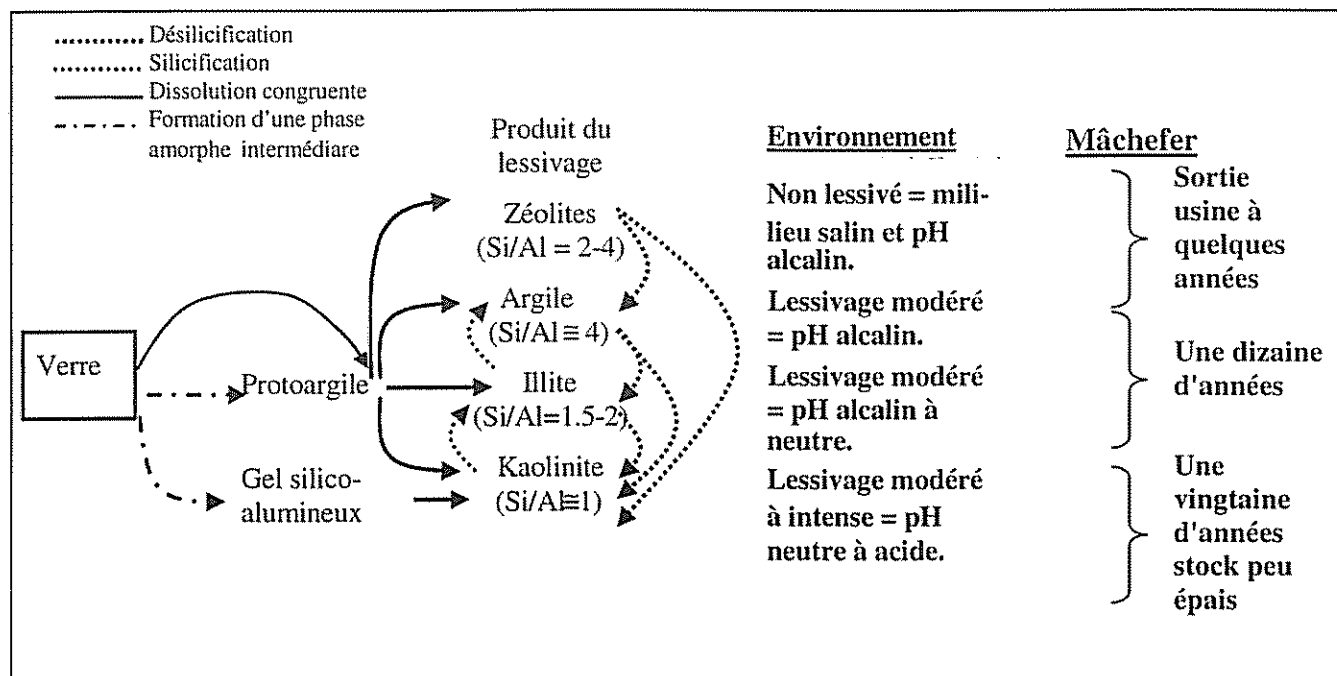 Désilicification
Silicification
Dissolution congruente
Formation d'une phase
amorphe intermédiare
Produit du
lessivage
Zéolites
(Si/Al = 2-4)
Argile
(Si/Al ≅ 4)
Illite
(Si/Al=1.5-2)
Kaolinite
(Si/Al≅1)
Verre
Protoargile
Gel silico-
alumineux
Environnement
Non lessivé = mili-
lieu salin et pH
alcalin.
Lessivage modéré
= pH alcalin.
Lessivage modéré
= pH alcalin à
neutre.
Lessivage modéré
à intense = pH
neutre à acide.
Mâchefer
Sortie
usine à
quelques
années
Une dizaine
d'années
Une
vingtaine
d'années
stock peu
épais